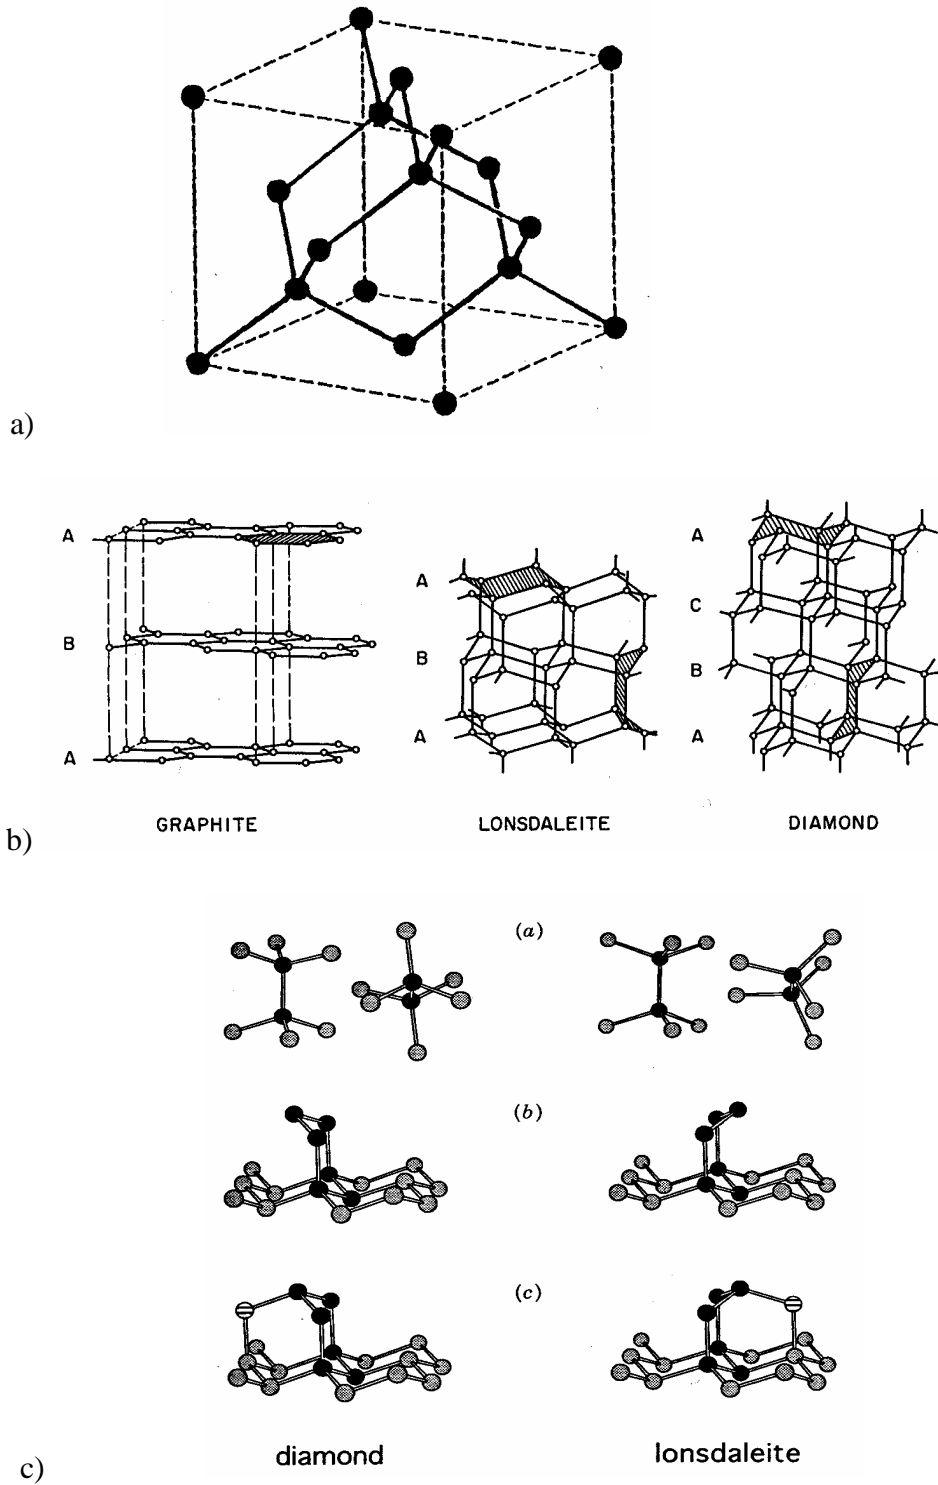 a)
A
B
A
GRAPHITE
A
B
A
LONSDALEITE
A
C
B
A
DIAMOND
b)
(a)
(b)
(c)
diamond
lonsdaleite
c)